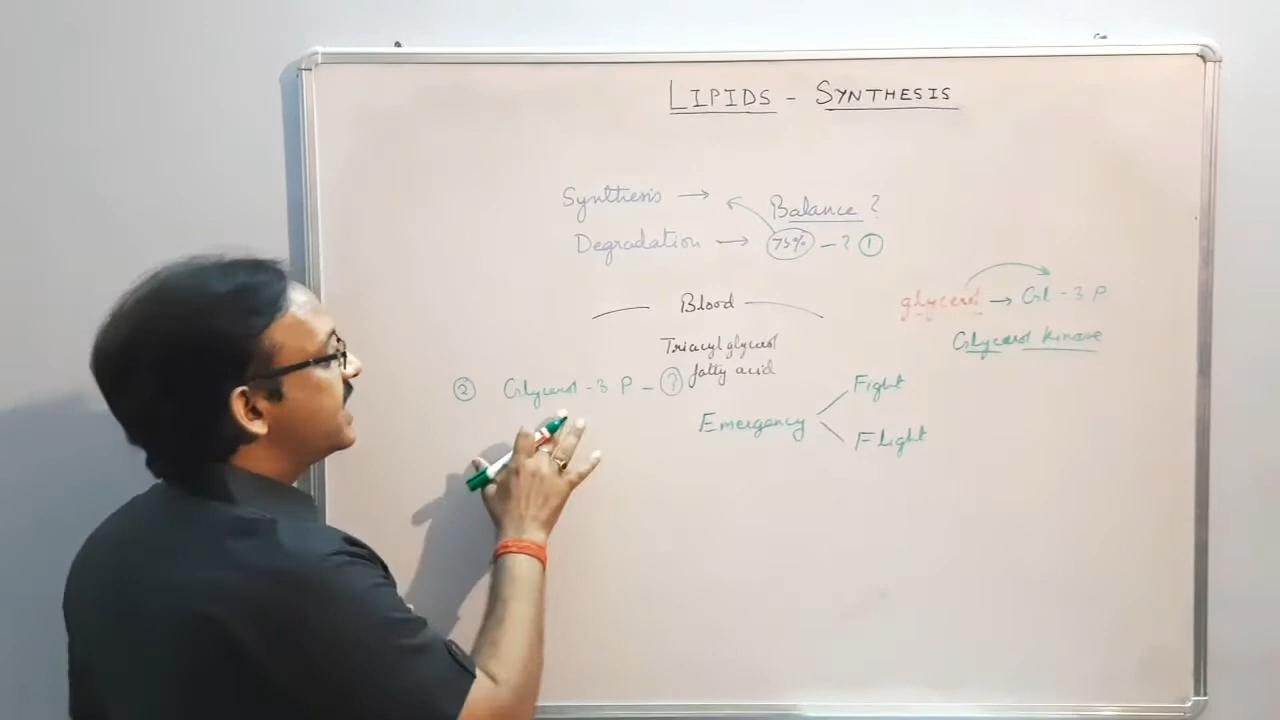 LIPIDS - SYNTHESIS
Synthesis →
Balance ?
Degradation → 75% - ? ①
Blood
glycerol → Gl - 3 P
Glycerol Kinase
Triacylglycerol
fatty acid
② Glycerol - 3 P - ?
Emergency
Fight
Flight